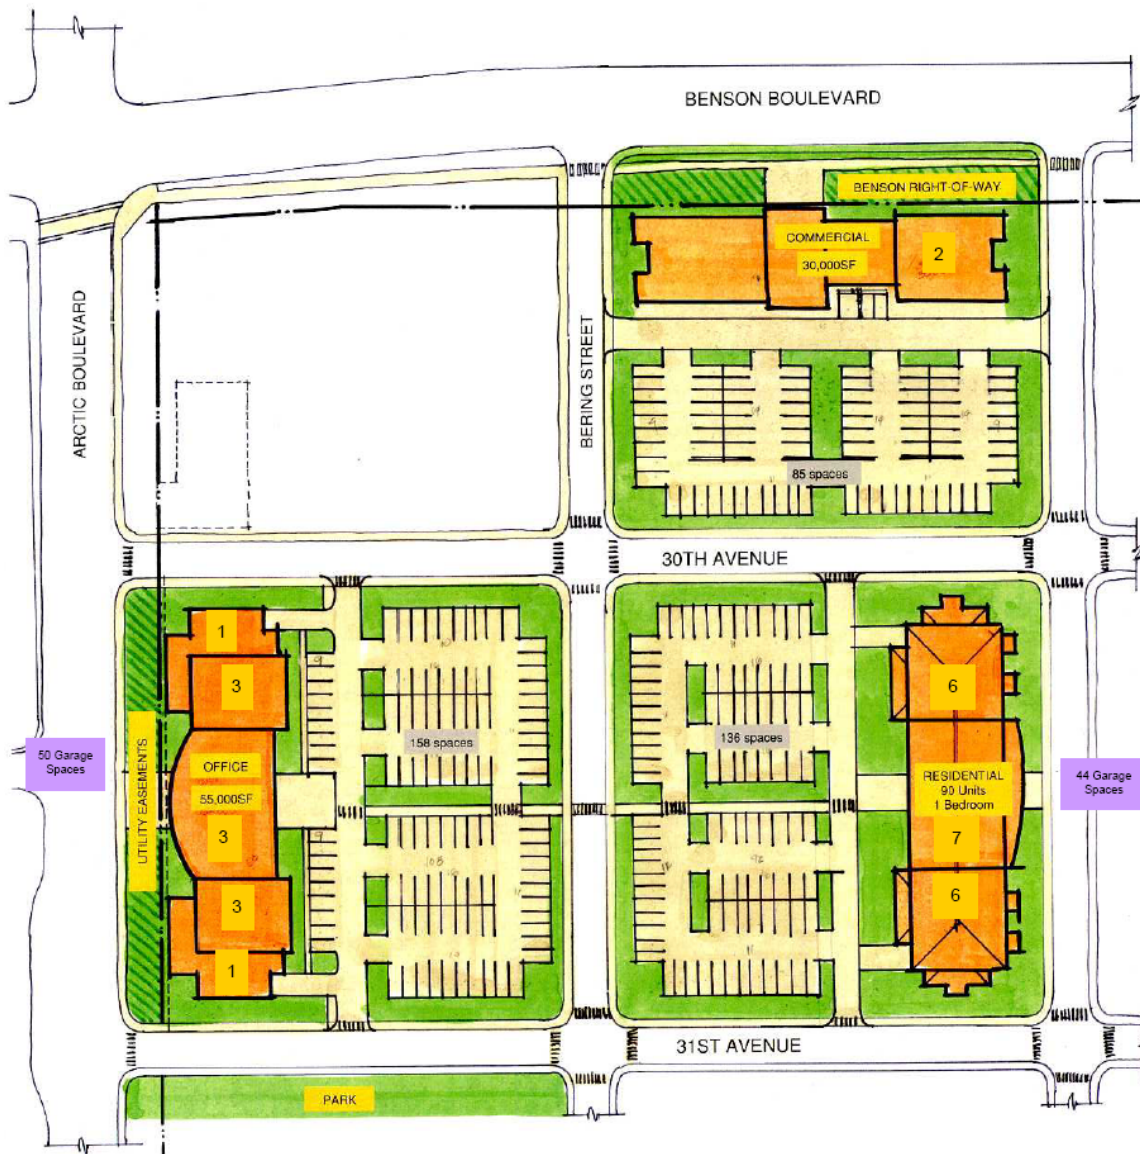 BENSON BOULEVARD
BENSON RIGHT-OF-WAY
COMMERCIAL
30,000SF
2
ARCTIC BOULEVARD
BERING STREET
85 spaces
30TH AVENUE
1
3
6
50 Garage
Spaces
UTILITY EASEMENTS
OFFICE
55,000SF
3
158 spaces
136 spaces
RESIDENTIAL
90 Units
1 Bedroom
7
44 Garage
Spaces
3
6
1
31ST AVENUE
PARK